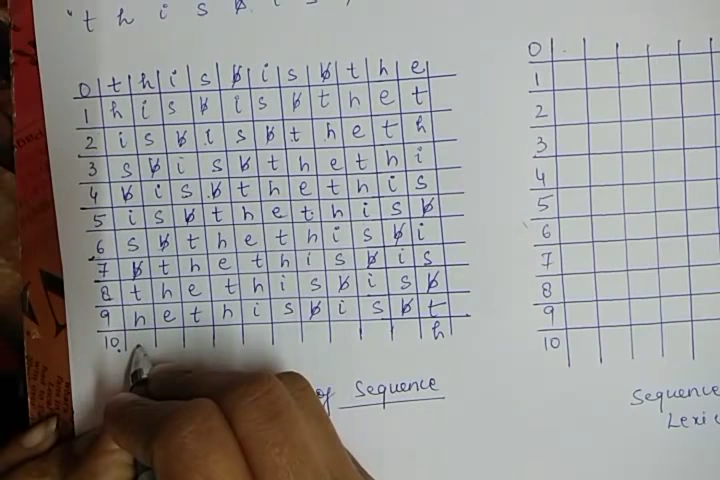 "t h i s b̸ i s
0 t h i s b̸ i s b̸ t h e
1 h i s b̸ i s b̸ t h e t
2 i s b̸ i s b̸ t h e t h
3 s b̸ i s b̸ t h e t h i
4 b̸ i s b̸ t h e t h i s
5 i s b̸ t h e t h i s b̸
6 s b̸ t h e t h i s b̸ i
7 b̸ t h e t h i s b̸ i s
8 t h e t h i s b̸ i s b̸
9 h e t h i s b̸ i s b̸ t
10 h
of Sequence
0
1
2
3
4
5
6
7
8
9
10
Sequence